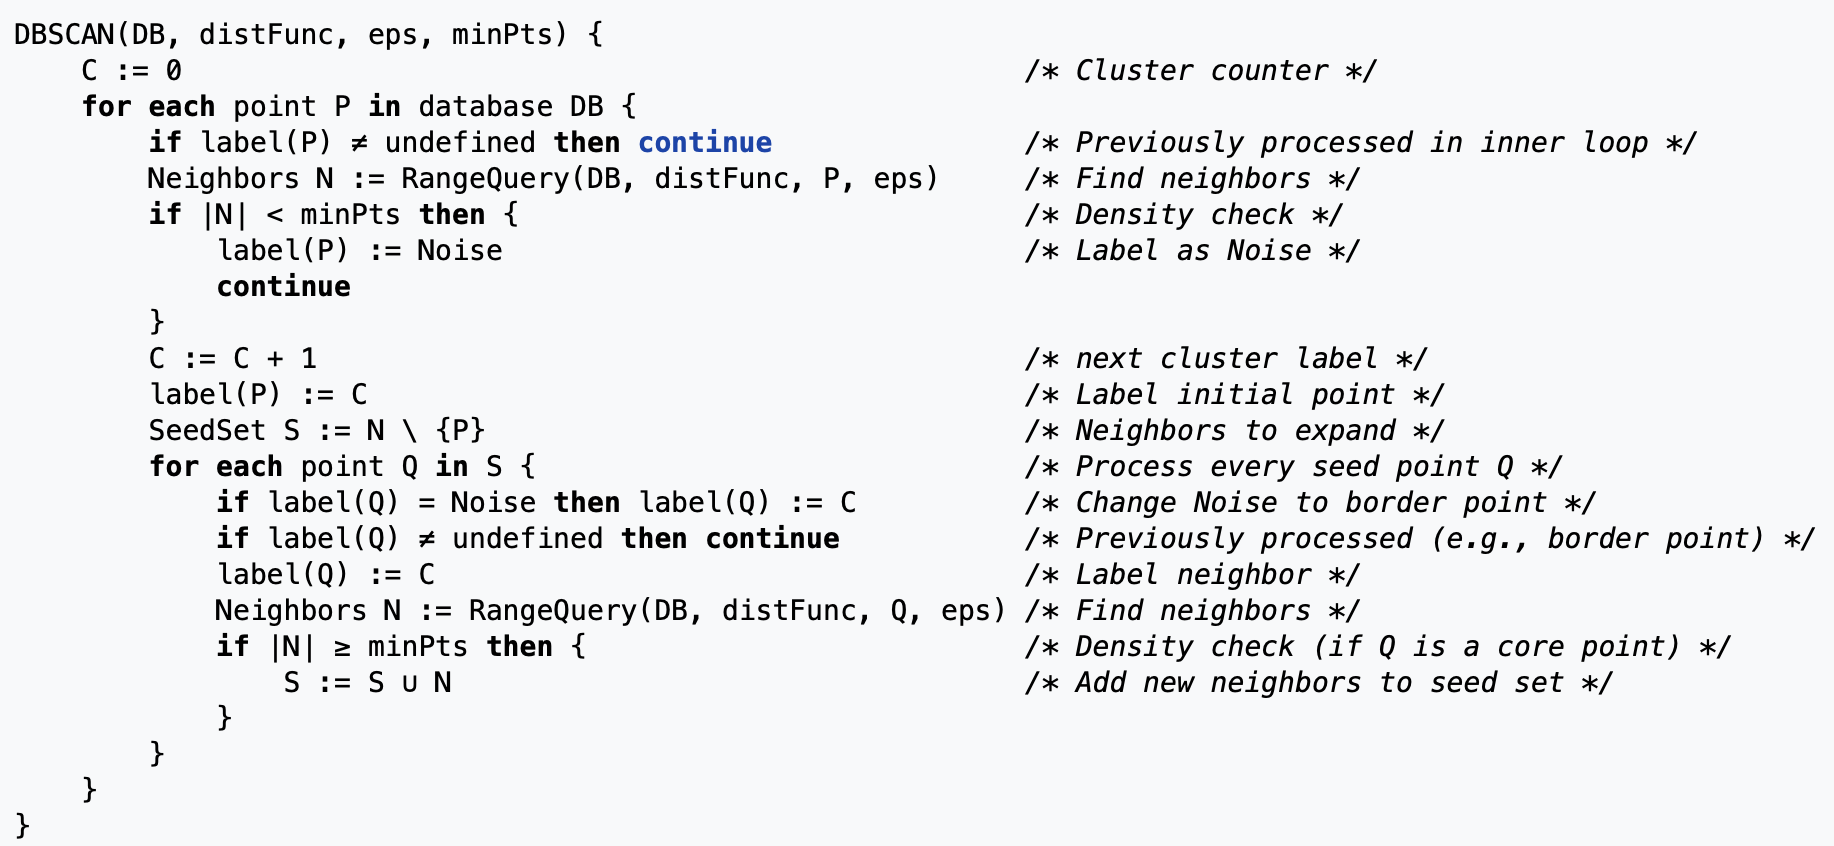 DBSCAN(DB, distFunc, eps, minPts) {
    C := 0                                                  /* Cluster counter */
    for each point P in database DB {
        if label(P) ≠ undefined then continue               /* Previously processed in inner loop */
        Neighbors N := RangeQuery(DB, distFunc, P, eps)     /* Find neighbors */
        if |N| < minPts then {                              /* Density check */
            label(P) := Noise                               /* Label as Noise */
            continue
        }
        C := C + 1                                          /* next cluster label */
        label(P) := C                                       /* Label initial point */
        SeedSet S := N \ {P}                                /* Neighbors to expand */
        for each point Q in S {                             /* Process every seed point Q */
            if label(Q) = Noise then label(Q) := C          /* Change Noise to border point */
            if label(Q) ≠ undefined then continue           /* Previously processed (e.g., border point) */
            label(Q) := C                                   /* Label neighbor */
            Neighbors N := RangeQuery(DB, distFunc, Q, eps) /* Find neighbors */
            if |N| ≥ minPts then {                          /* Density check (if Q is a core point) */
                S := S ∪ N                                  /* Add new neighbors to seed set */
            }
        }
    }
}